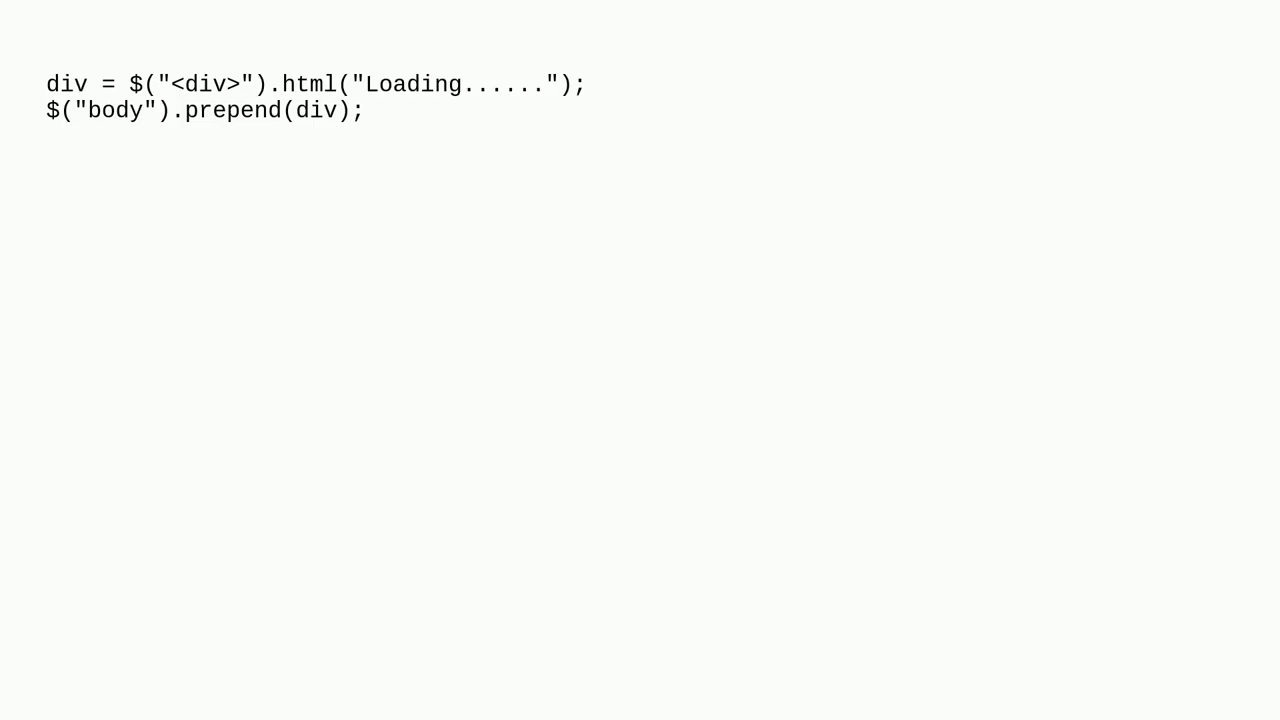 div = $("<div>").html("Loading......");
$("body").prepend(div);